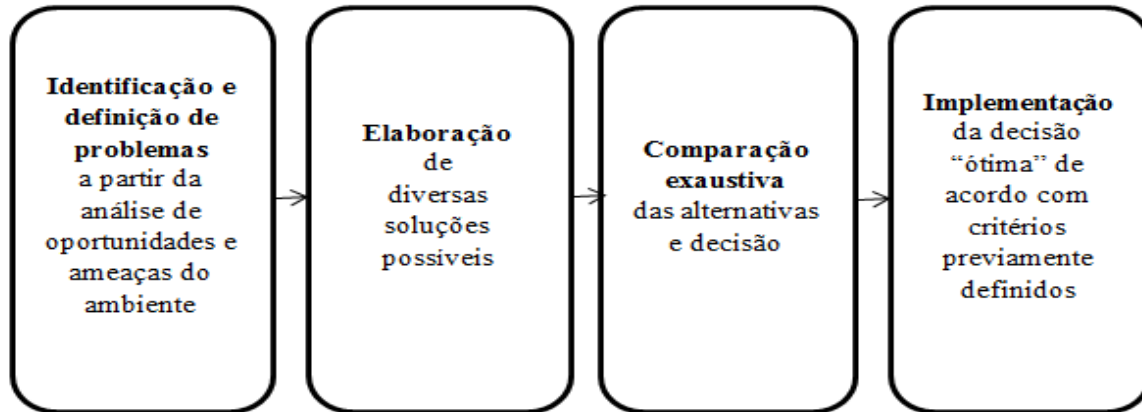 Identificação e
definição de
problemas
a partir da
análise de
oportunidades e
ameaças do
ambiente
Elaboração
de
diversas
soluções
possíveis
Comparação
exaustiva
das alternativas
e decisão
Implementação
da decisão
“ótima” de
acordo com
critérios
previamente
definidos